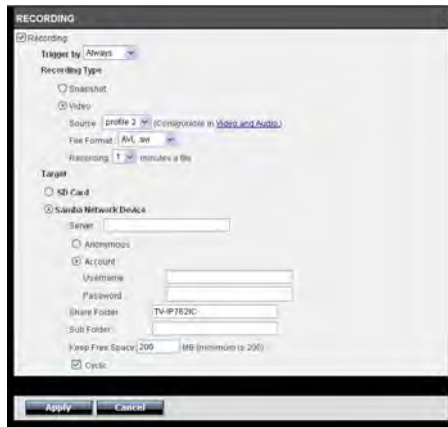 RECORDING
Recording
Trigger by Always
Recording Type
Snapshot
Video
Source profile 2 (Configurable in Video and Audio.)
File Format AVI, .avi
Recording 1 minutes a file
Target
SD Card
Samba Network Device
Server
Anonymous
Account
Username
Password
Share Folder TV-IP762IC
Sub Folder
Keep Free Space 200 MB (minimum is 200)
Cyclic
Apply Cancel